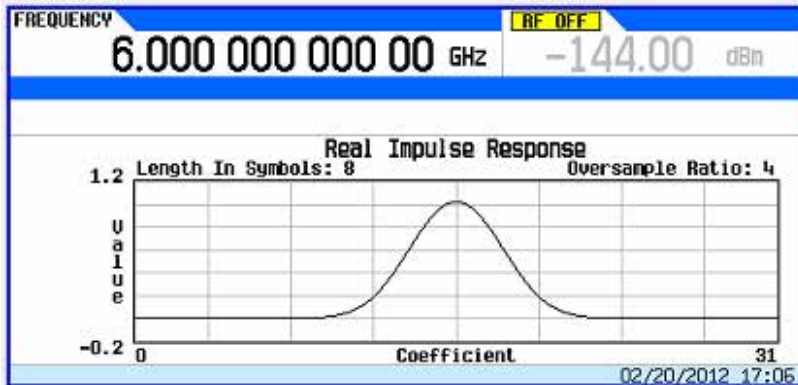 FREQUENCY
RF OFF
6.000 000 000 00 GHz
-144.00 dBm
Real Impulse Response
Length In Symbols: 8
Oversample Ratio: 4
1.2
Value
-0.2
0
Coefficient
31
02/20/2012 17:06